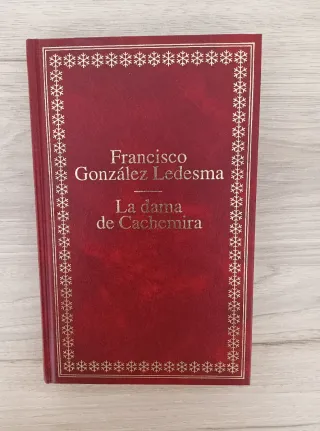 Francisco
González Ledesma
La dama
de Cachemira